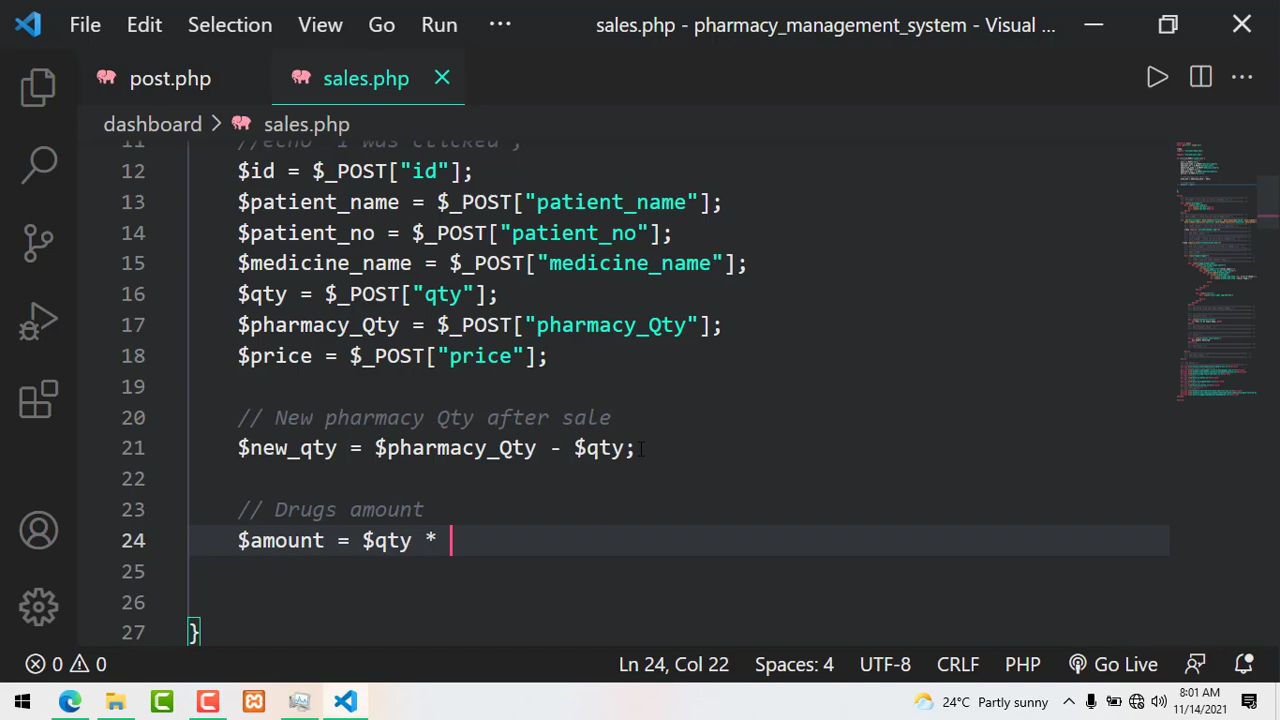 File Edit Selection View Go Run ··· sales.php - pharmacy_management_system - Visual ...
post.php sales.php
dashboard > sales.php
11 //echo "I was clicked";
12 $id = $_POST["id"];
13 $patient_name = $_POST["patient_name"];
14 $patient_no = $_POST["patient_no"];
15 $medicine_name = $_POST["medicine_name"];
16 $qty = $_POST["qty"];
17 $pharmacy_Qty = $_POST["pharmacy_Qty"];
18 $price = $_POST["price"];
19
20 // New pharmacy Qty after sale
21 $new_qty = $pharmacy_Qty - $qty;
22
23 // Drugs amount
24 $amount = $qty *
25
26
27 }
0 0 Ln 24, Col 22 Spaces: 4 UTF-8 CRLF PHP Go Live
24°C Partly sunny 8:01 AM
11/14/2021